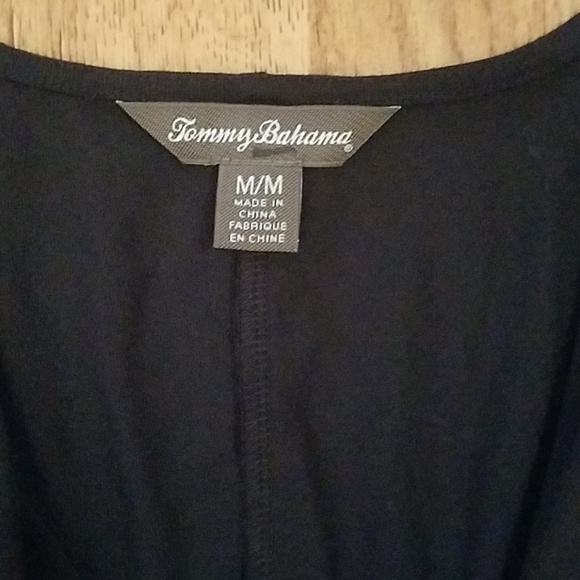 Tommy Bahama®
M/M
MADE IN
CHINA
FABRIQUE
EN CHINE